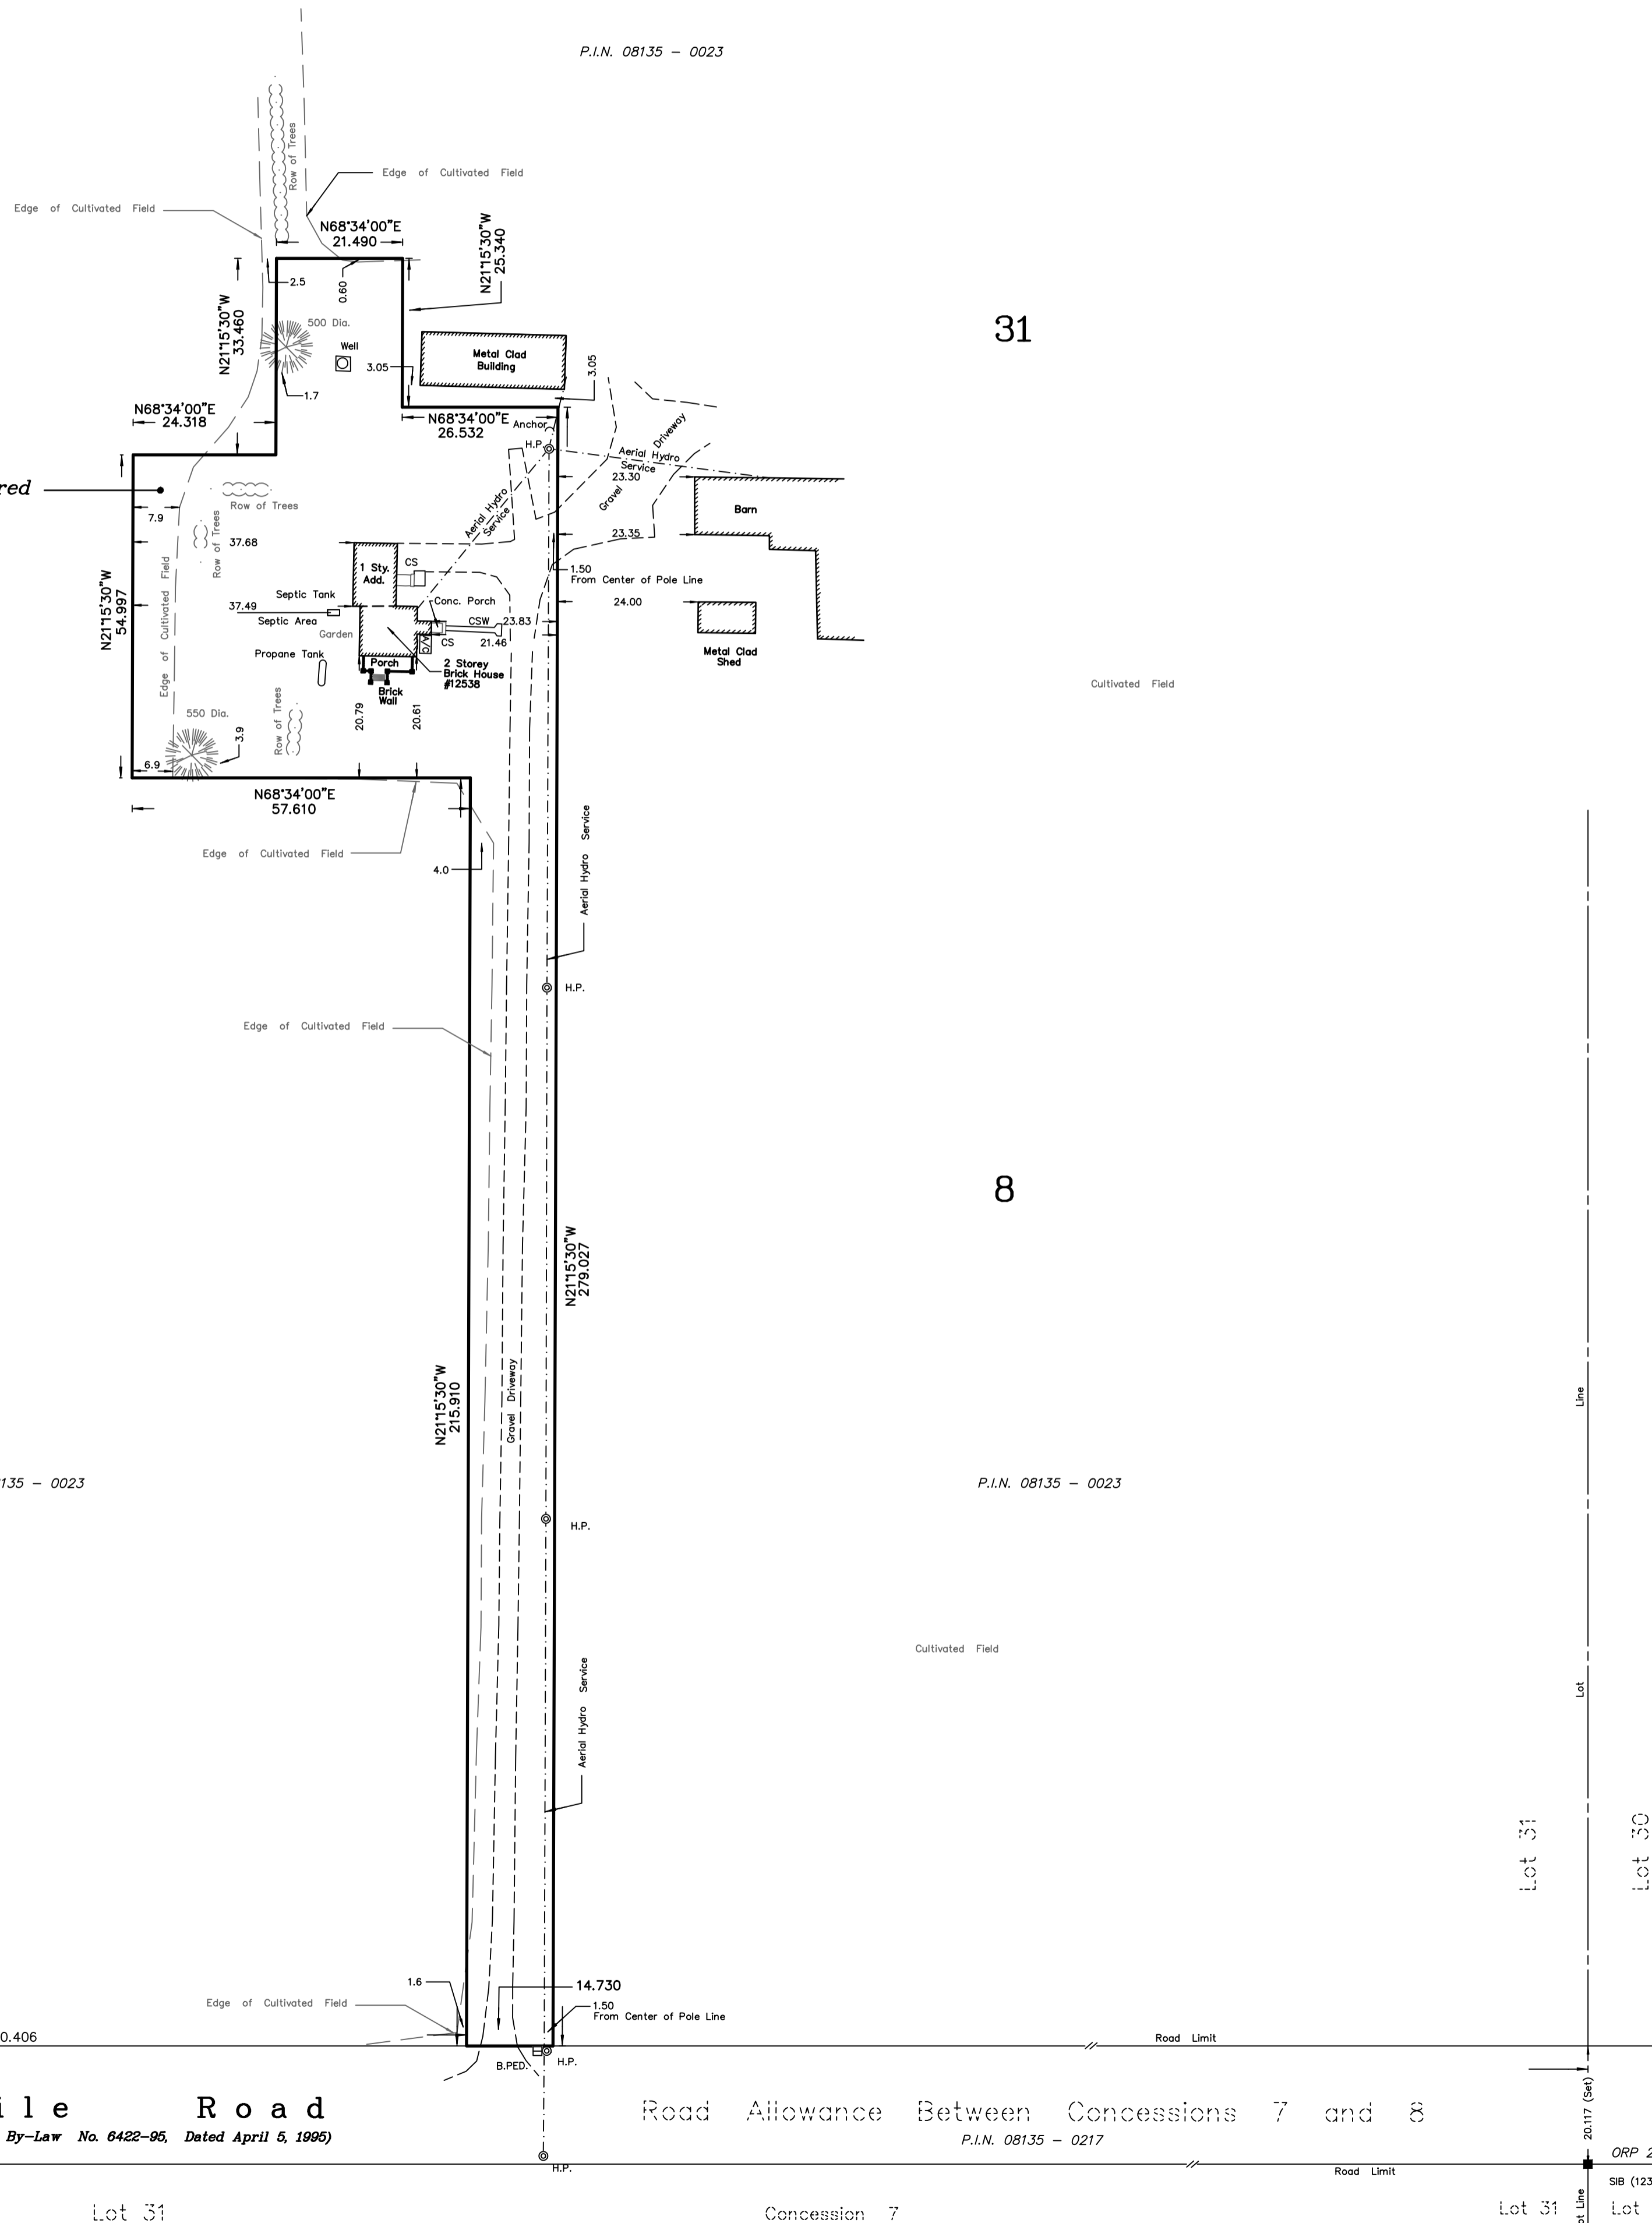 P.I.N. 08135 – 0023
Row of Trees
Edge of Cultivated Field
Edge of Cultivated Field
N68°34'00"E
21.490
N21°15'30"W
25.340
2.5
0.60
N21°15'30"W
33.460
500 Dia.
Well
31
Metal Clad
Building
3.05
3.05
1.7
N68°34'00"E
24.318
N68°34'00"E
26.532
Anchor
H.P.
Driveway
Aerial Hydro
Service
Gravel
23.30
Aerial Hydro
Service
Row of Trees
Barn
7.9
Row of Trees
37.68
23.35
1 Sty.
Add.
CS
1.50
From Center of Pole Line
N21°15'30"W
54.997
Edge of Cultivated Field
Septic Tank
37.49
Septic Area
Conc. Porch
24.00
CSW
23.83
Garden
CS
21.46
A/C
Propane Tank
Porch
2 Storey
Brick House
#12538
Metal Clad
Shed
Brick
Wall
Cultivated Field
550 Dia.
Row of Trees
20.79
20.61
3.9
6.9
N68°34'00"E
57.610
Edge of Cultivated Field
4.0
Aerial Hydro Service
H.P.
Edge of Cultivated Field
8
N21°15'30"W
279.027
N21°15'30"W
215.910
Gravel Driveway
Line
135 – 0023
P.I.N. 08135 – 0023
H.P.
Cultivated Field
Aerial Hydro Service
Lot
Lot 31
Lot 30
1.6
14.730
Edge of Cultivated Field
1.50
From Center of Pole Line
0.406
Road Limit
B.PED.
H.P.
Road
Road Allowance Between Concessions 7 and 8
By–Law No. 6422–95, Dated April 5, 1995)
P.I.N. 08135 – 0217
20.117 (Set)
H.P.
Road Limit
Lot 31
Concession 7
Lot 31
Line
Lot